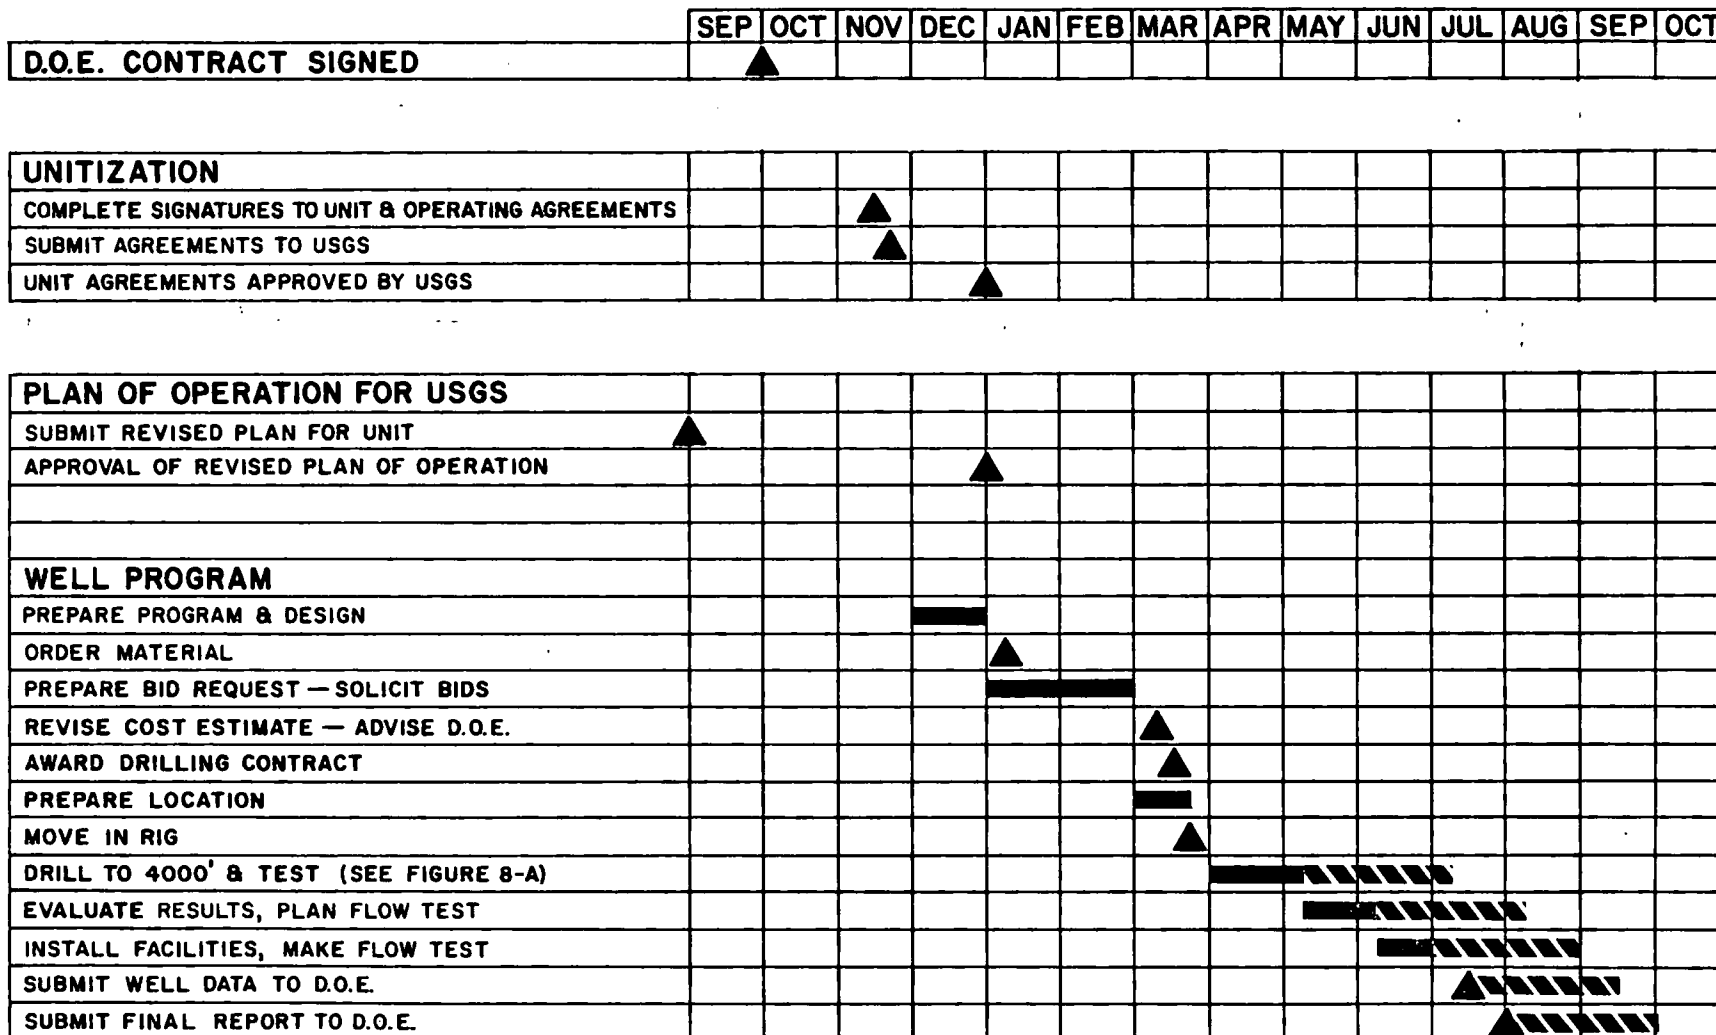 SEP OCT NOV DEC JAN FEB MAR APR MAY JUN JUL AUG SEP OCT
D.O.E. CONTRACT SIGNED
UNITIZATION
COMPLETE SIGNATURES TO UNIT & OPERATING AGREEMENTS
SUBMIT AGREEMENTS TO USGS
UNIT AGREEMENTS APPROVED BY USGS
PLAN OF OPERATION FOR USGS
SUBMIT REVISED PLAN FOR UNIT
APPROVAL OF REVISED PLAN OF OPERATION
WELL PROGRAM
PREPARE PROGRAM & DESIGN
ORDER MATERIAL
PREPARE BID REQUEST — SOLICIT BIDS
REVISE COST ESTIMATE — ADVISE D.O.E.
AWARD DRILLING CONTRACT
PREPARE LOCATION
MOVE IN RIG
DRILL TO 4000' & TEST (SEE FIGURE 8-A)
EVALUATE RESULTS, PLAN FLOW TEST
INSTALL FACILITIES, MAKE FLOW TEST
SUBMIT WELL DATA TO D.O.E.
SUBMIT FINAL REPORT TO D.O.E.